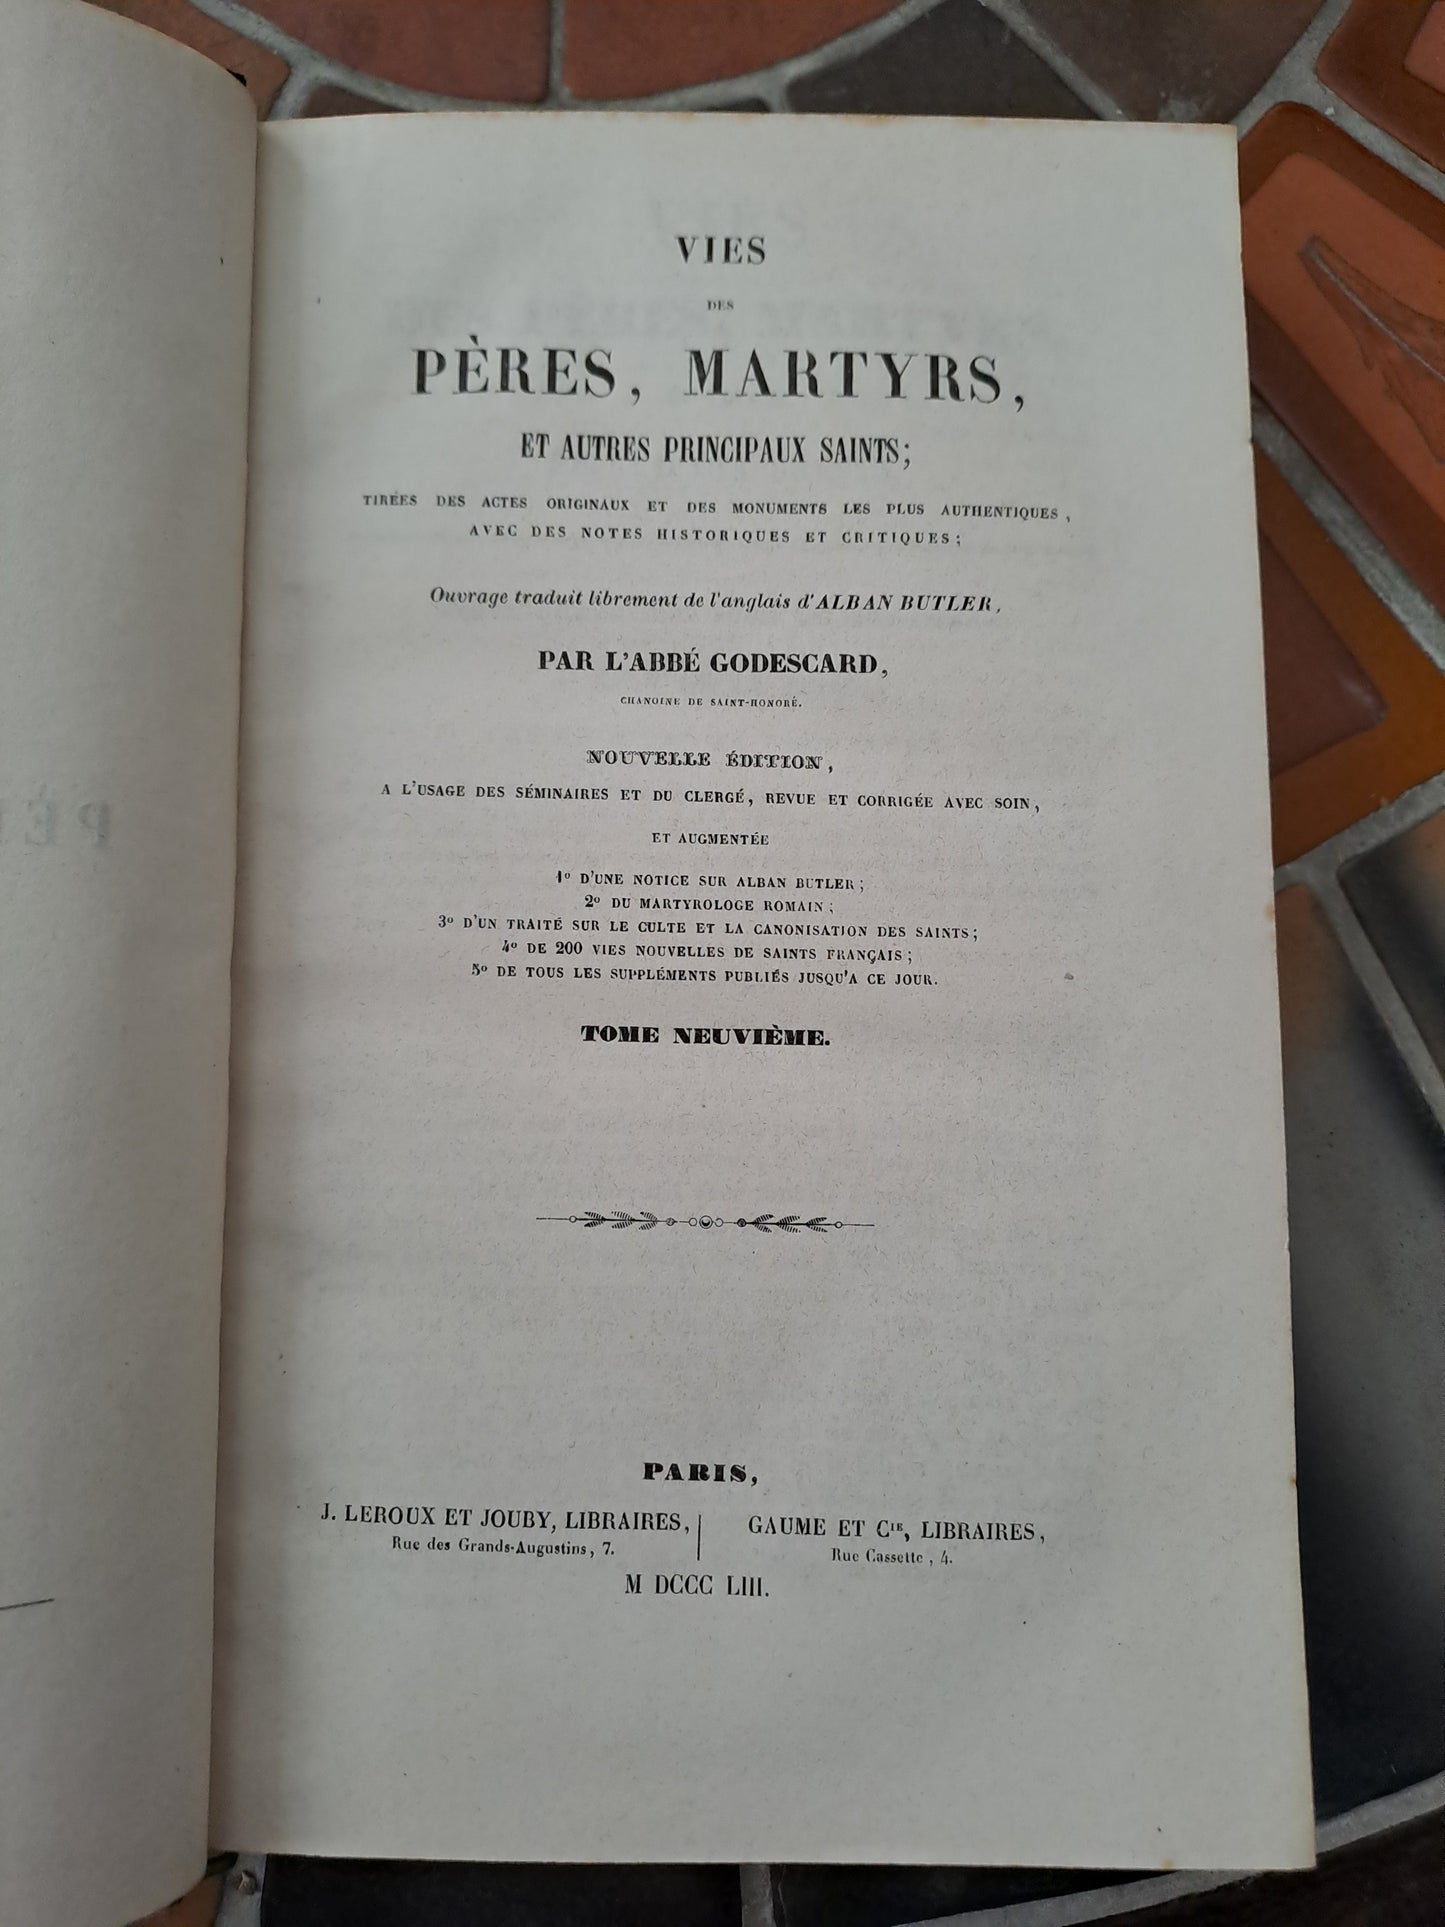 VIES
DES
PÈRES, MARTYRS,
ET AUTRES PRINCIPAUX SAINTS;
TIRÉES DES ACTES ORIGINAUX ET DES MONUMENTS LES PLUS AUTHENTIQUES,
AVEC DES NOTES HISTORIQUES ET CRITIQUES;
Ouvrage traduit librement de l'anglais d'ALBAN BUTLER,
PAR L'ABBÉ GODESCARD,
CHANOINE DE SAINT-HONORÉ.
NOUVELLE ÉDITION,
A L'USAGE DES SÉMINAIRES ET DU CLERGÉ, REVUE ET CORRIGÉE AVEC SOIN,
ET AUGMENTÉE
1º D'UNE NOTICE SUR ALBAN BUTLER;
2º DU MARTYROLOGE ROMAIN;
3º D'UN TRAITÉ SUR LE CULTE ET LA CANONISATION DES SAINTS;
4º DE 200 VIES NOUVELLES DE SAINTS FRANÇAIS;
5º DE TOUS LES SUPPLÉMENTS PUBLIÉS JUSQU'A CE JOUR.
TOME NEUVIÈME.
PARIS,
J. LEROUX ET JOUBY, LIBRAIRES,
Rue des Grands-Augustins, 7.
GAUME ET Cie, LIBRAIRES,
Rue Cassette, 4.
M DCCC LIII.